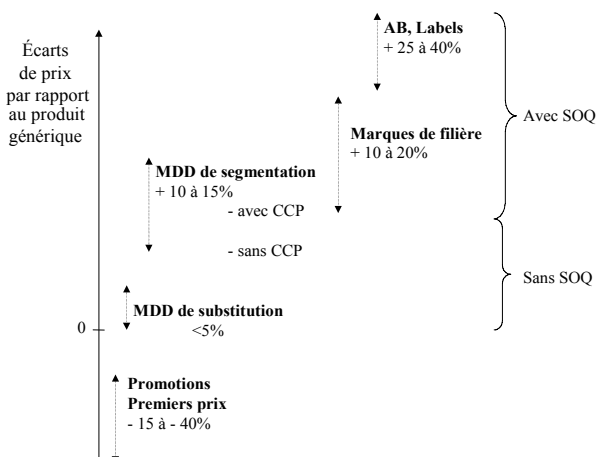 Écarts
de prix
par rapport
au produit
générique
AB, Labels
+ 25 à 40%
Avec SOQ
Marques de filière
+ 10 à 20%
MDD de segmentation
+ 10 à 15%
- avec CCP
- sans CCP
Sans SOQ
MDD de substitution
<5%
0
Promotions
Premiers prix
- 15 à - 40%